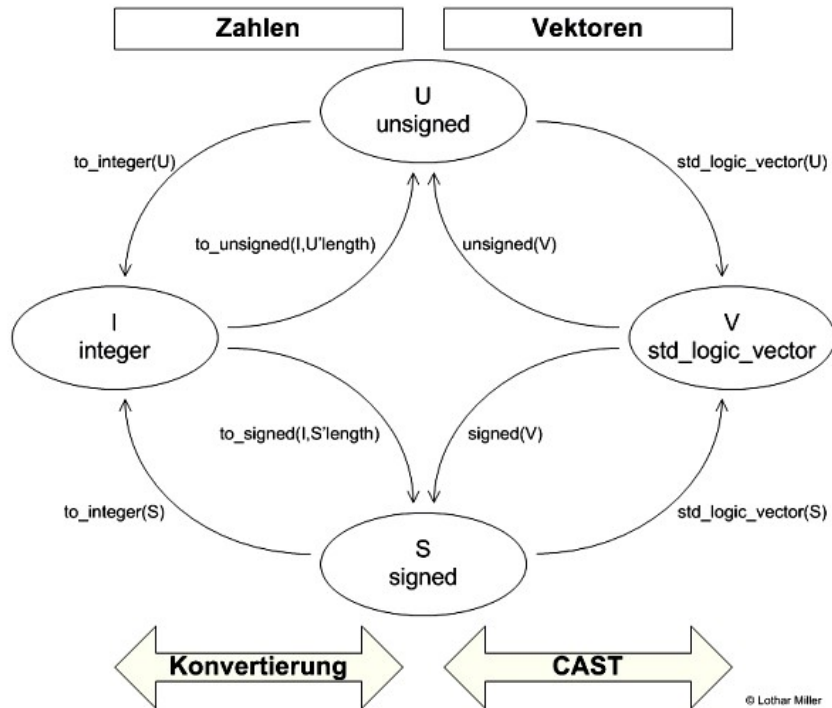 Zahlen
Vektoren
U
unsigned
to_integer(U)
std_logic_vector(U)
to_unsigned(I,U'length)
unsigned(V)
I
integer
V
std_logic_vector
to_signed(I,S'length)
signed(V)
to_integer(S)
std_logic_vector(S)
S
signed
Konvertierung
CAST
© Lothar Miller